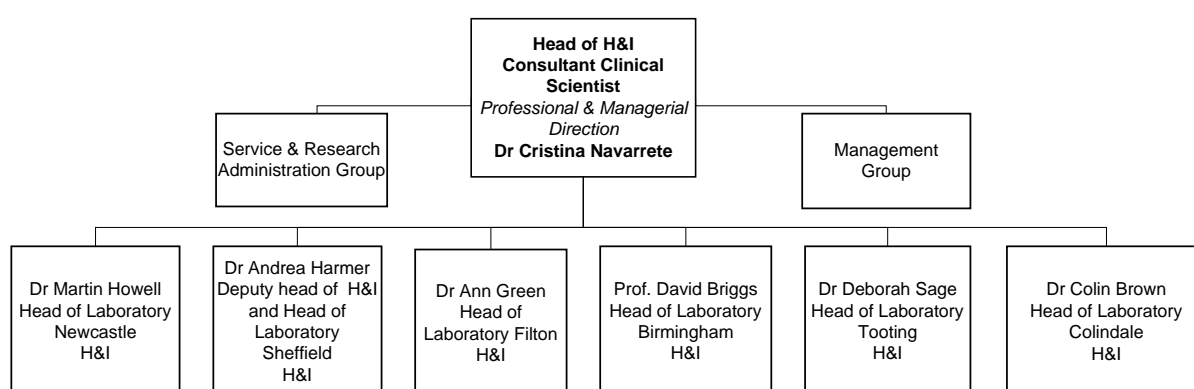 Head of H&I
Consultant Clinical
Scientist
Professional & Managerial
Direction
Dr Cristina Navarrete
Service & Research
Administration Group
Management
Group
Dr Martin Howell
Head of Laboratory
Newcastle
H&I
Dr Andrea Harmer
Deputy head of H&I
and Head of
Laboratory
Sheffield
H&I
Dr Ann Green
Head of
Laboratory Filton
H&I
Prof. David Briggs
Head of Laboratory
Birmingham
H&I
Dr Deborah Sage
Head of Laboratory
Tooting
H&I
Dr Colin Brown
Head of Laboratory
Colindale
H&I